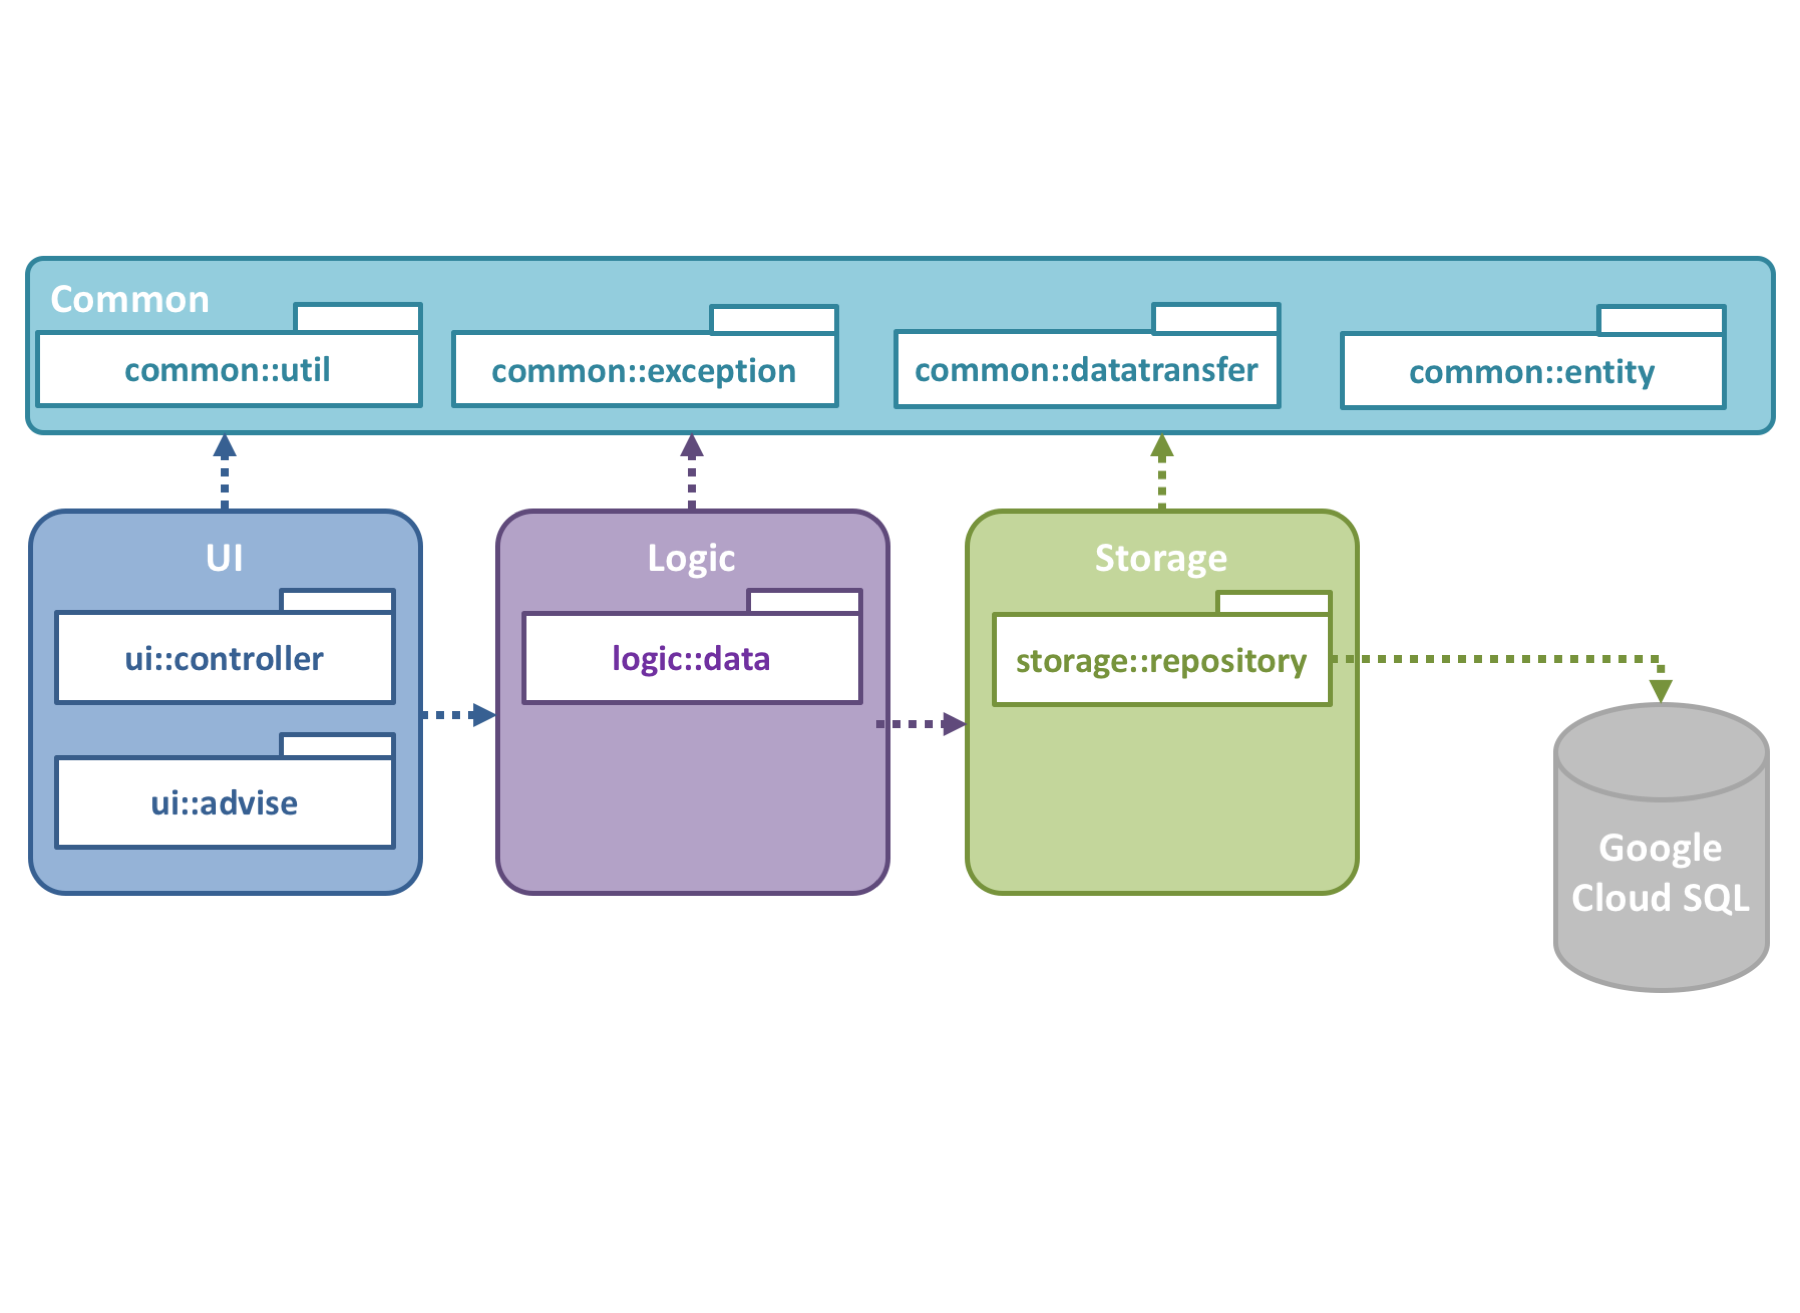 Common
common::util
common::exception
common::datatransfer
common::entity
UI
ui::controller
ui::advise
Logic
logic::data
Storage
storage::repository
Google
Cloud SQL